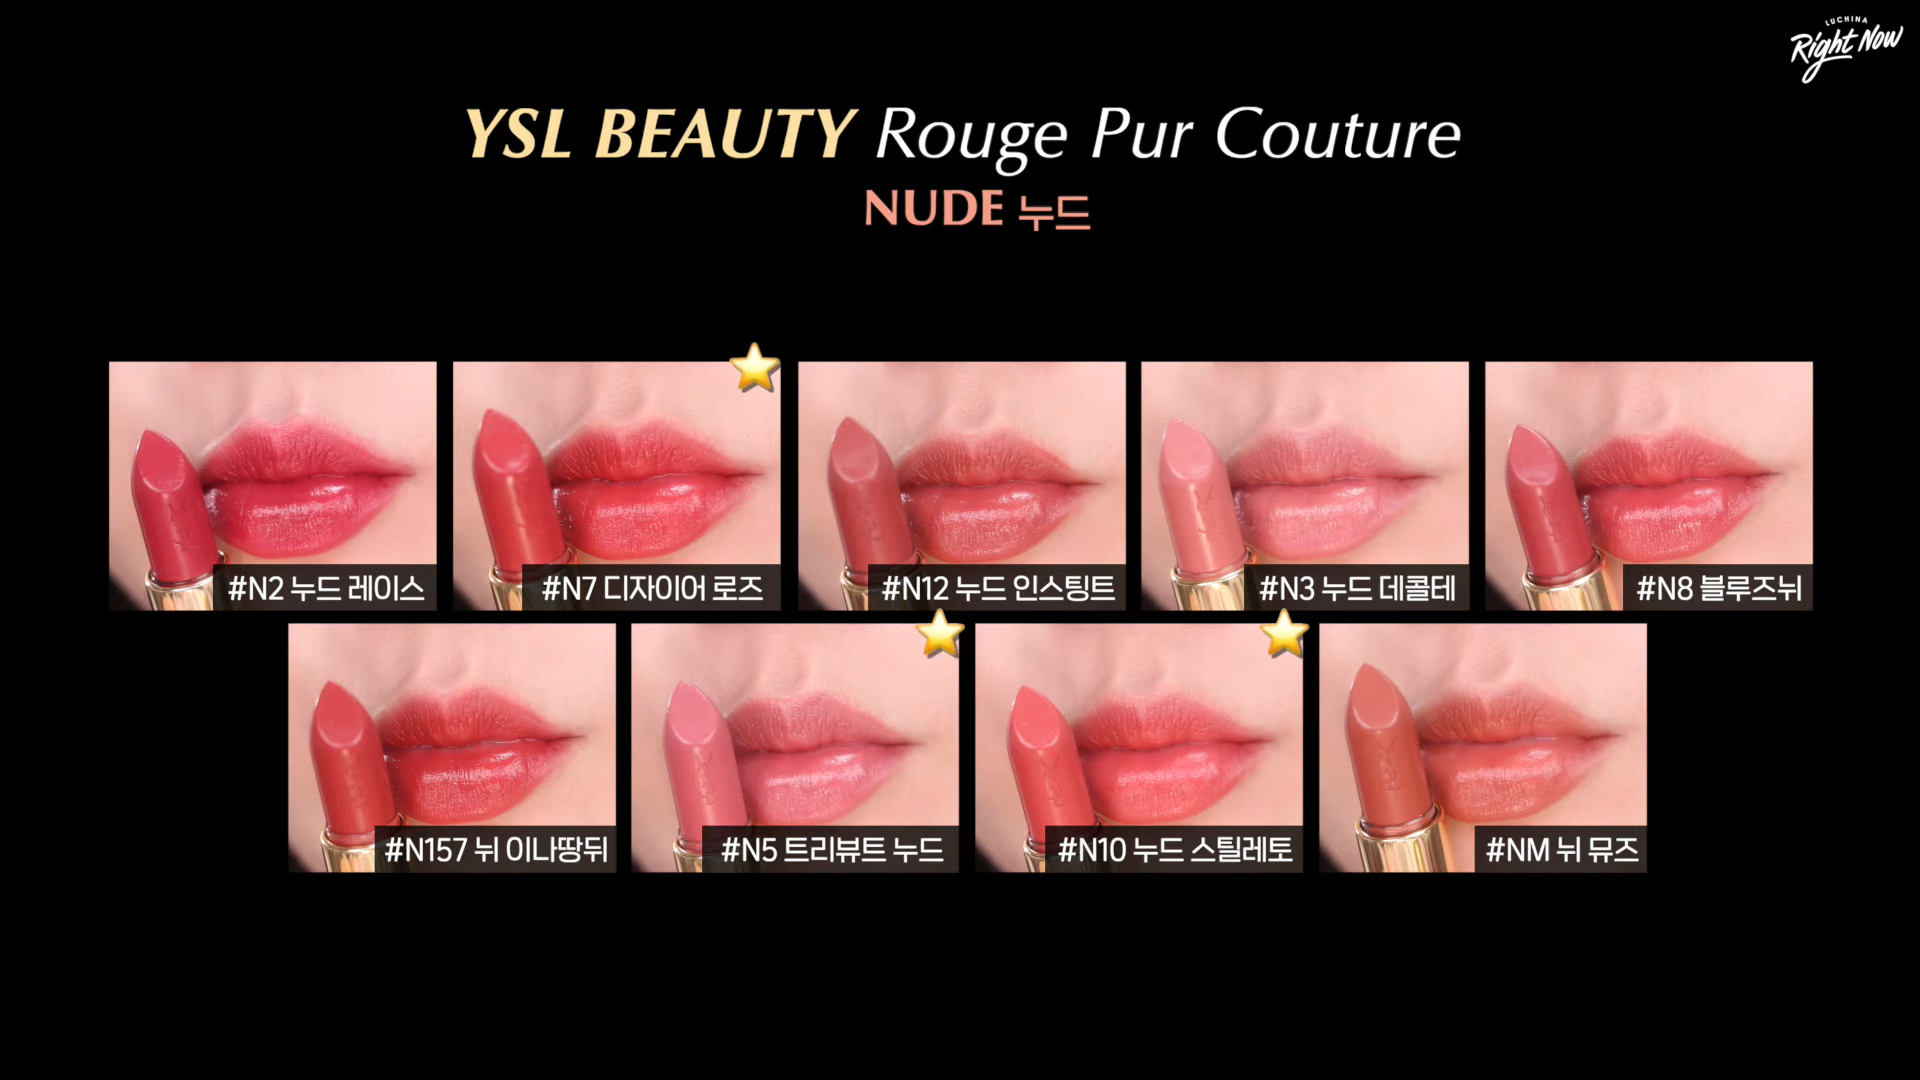 LUCHINA
Right Now
YSL BEAUTY Rouge Pur Couture
NUDE 누드
#N2 누드 레이스
#N7 디자이어 로즈
#N12 누드 인스팅트
#N3 누드 데콜테
#N8 블루즈뉘
#N157 뉘 이나땅뒤
#N5 트리뷰트 누드
#N10 누드 스틸레토
#NM 뉘 뮤즈